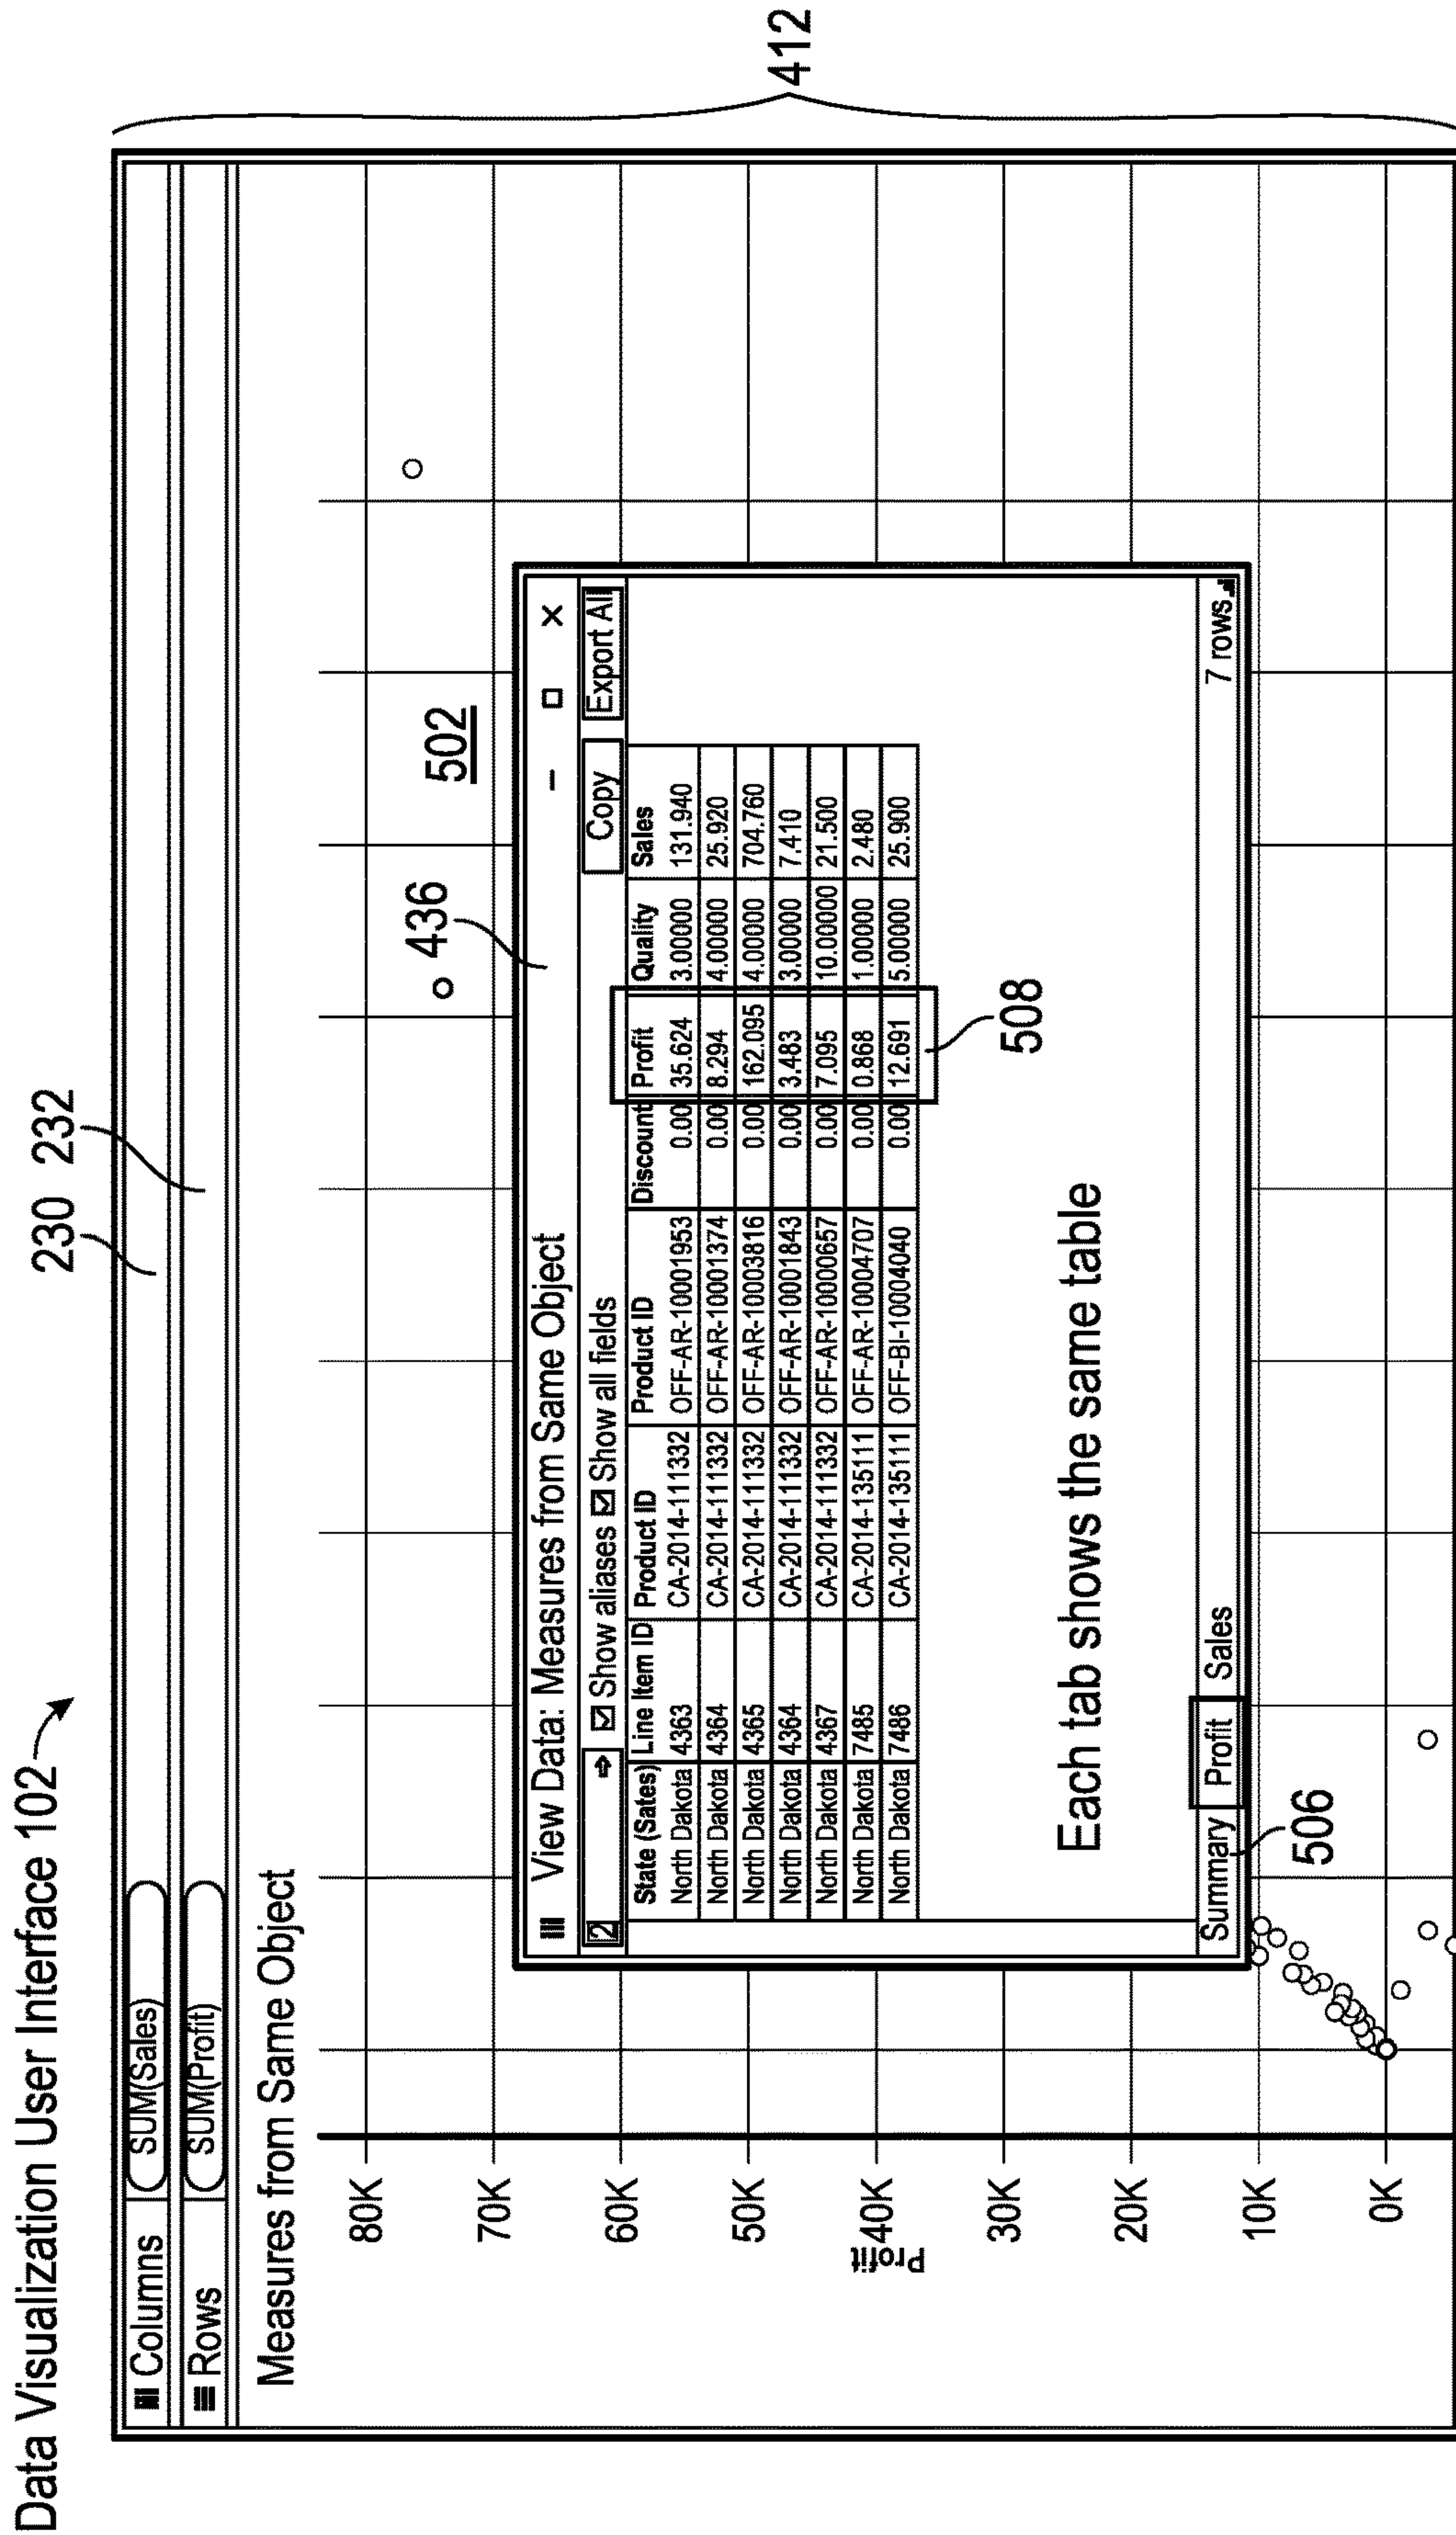 Data Visualization User Interface 102
230 232
Columns SUM(Sales)
Rows SUM(Profit)
Measures from Same Object
412
80K
70K
60K
50K
40K
30K
20K
10K
0K
Profit
436
502
View Data: Measures from Same Object
2 Show aliases Show all fields Copy Export All
State (Sates) Line Item ID Product ID Product ID Discount Profit Quality Sales
North Dakota 4363 CA-2014-111332 OFF-AR-10001953 0.00 35.624 3.00000 131.940
North Dakota 4364 CA-2014-111332 OFF-AR-10001374 0.00 8.294 4.00000 25.920
North Dakota 4365 CA-2014-111332 OFF-AR-10003816 0.00 162.095 4.00000 704.760
North Dakota 4364 CA-2014-111332 OFF-AR-10001843 0.00 3.483 3.00000 7.410
North Dakota 4367 CA-2014-111332 OFF-AR-10000657 0.00 7.095 10.00000 21.500
North Dakota 7485 CA-2014-135111 OFF-AR-10004707 0.00 0.868 1.00000 2.480
North Dakota 7486 CA-2014-135111 OFF-BI-10004040 0.00 12.691 5.00000 25.900
508
Each tab shows the same table
Summary Profit Sales 7 rows
506